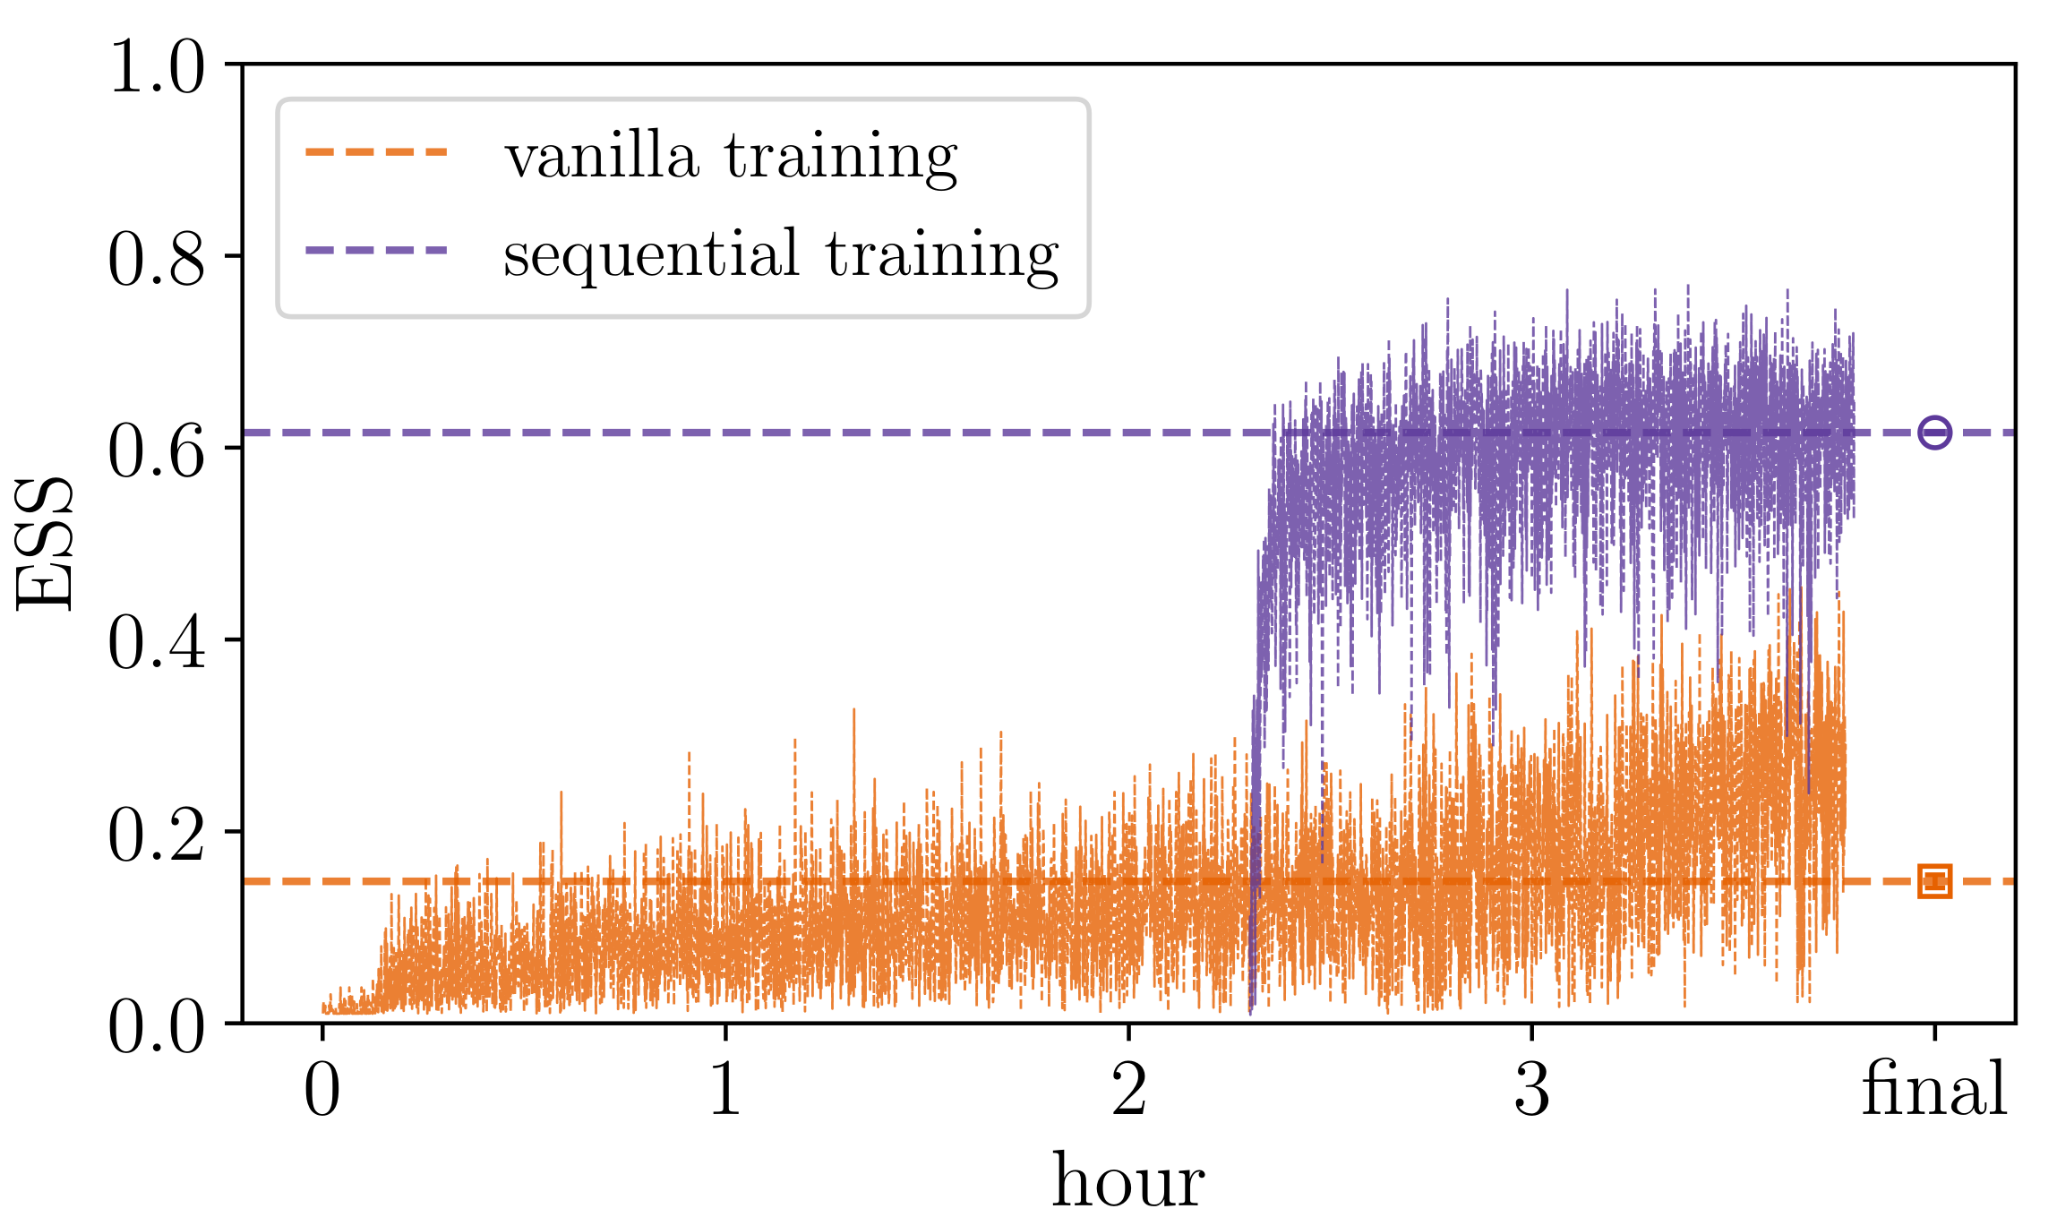 1.0
0.8
0.6
0.4
0.2
0.0
ESS
vanilla training
sequential training
0 1 2 3 final
hour